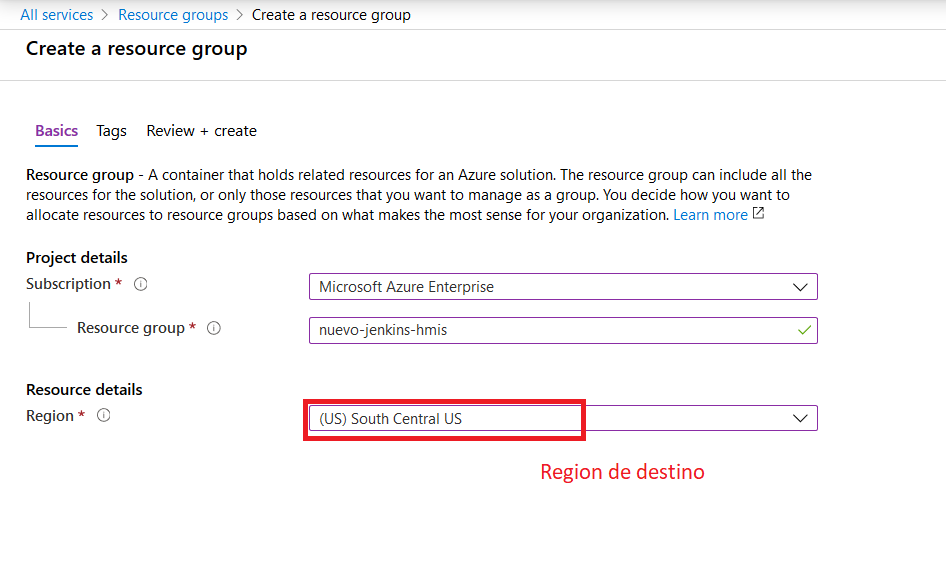 All services > Resource groups > Create a resource group
Create a resource group
Basics Tags Review + create
Resource group - A container that holds related resources for an Azure solution. The resource group can include all the
resources for the solution, or only those resources that you want to manage as a group. You decide how you want to
allocate resources to resource groups based on what makes the most sense for your organization. Learn more
Project details
Subscription * Microsoft Azure Enterprise
Resource group * nuevo-jenkins-hmis
Resource details
Region * (US) South Central US
Region de destino